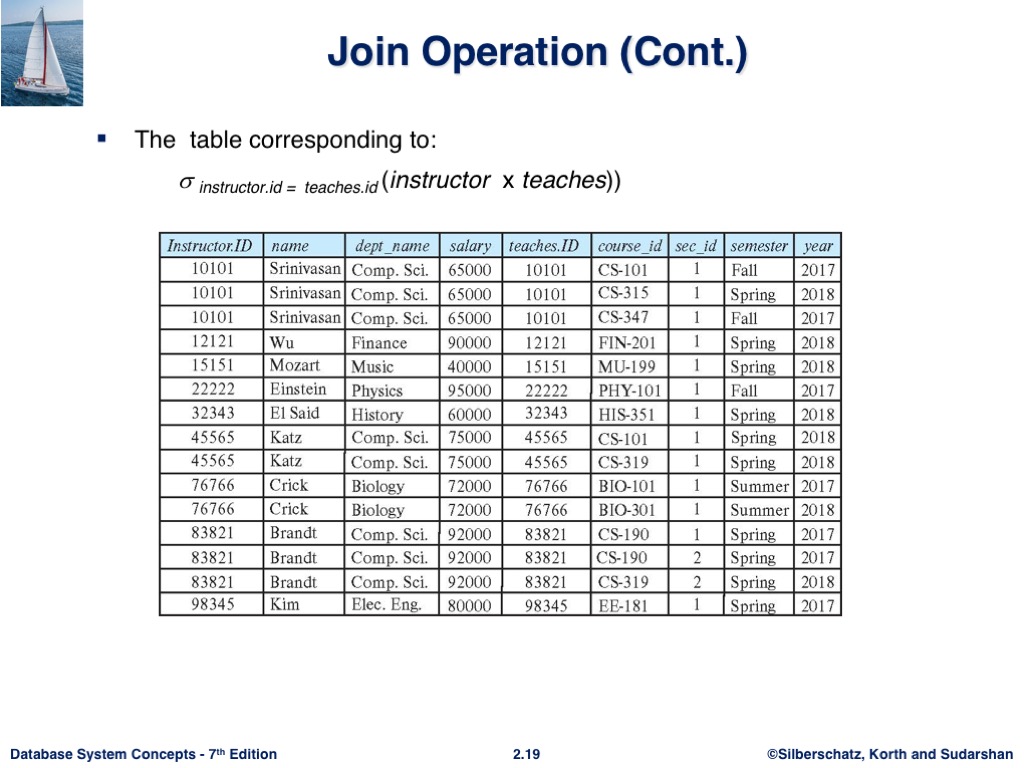 Join Operation (Cont.)
▪ The table corresponding to:
σ instructor.id = teaches.id (instructor x teaches))
Instructor.ID name dept_name salary teaches.ID course_id sec_id semester year
10101 Srinivasan Comp. Sci. 65000 10101 CS-101 1 Fall 2017
10101 Srinivasan Comp. Sci. 65000 10101 CS-315 1 Spring 2018
10101 Srinivasan Comp. Sci. 65000 10101 CS-347 1 Fall 2017
12121 Wu Finance 90000 12121 FIN-201 1 Spring 2018
15151 Mozart Music 40000 15151 MU-199 1 Spring 2018
22222 Einstein Physics 95000 22222 PHY-101 1 Fall 2017
32343 El Said History 60000 32343 HIS-351 1 Spring 2018
45565 Katz Comp. Sci. 75000 45565 CS-101 1 Spring 2018
45565 Katz Comp. Sci. 75000 45565 CS-319 1 Spring 2018
76766 Crick Biology 72000 76766 BIO-101 1 Summer 2017
76766 Crick Biology 72000 76766 BIO-301 1 Summer 2018
83821 Brandt Comp. Sci. 92000 83821 CS-190 1 Spring 2017
83821 Brandt Comp. Sci. 92000 83821 CS-190 2 Spring 2017
83821 Brandt Comp. Sci. 92000 83821 CS-319 2 Spring 2018
98345 Kim Elec. Eng. 80000 98345 EE-181 1 Spring 2017
Database System Concepts - 7th Edition 2.19 ©Silberschatz, Korth and Sudarshan